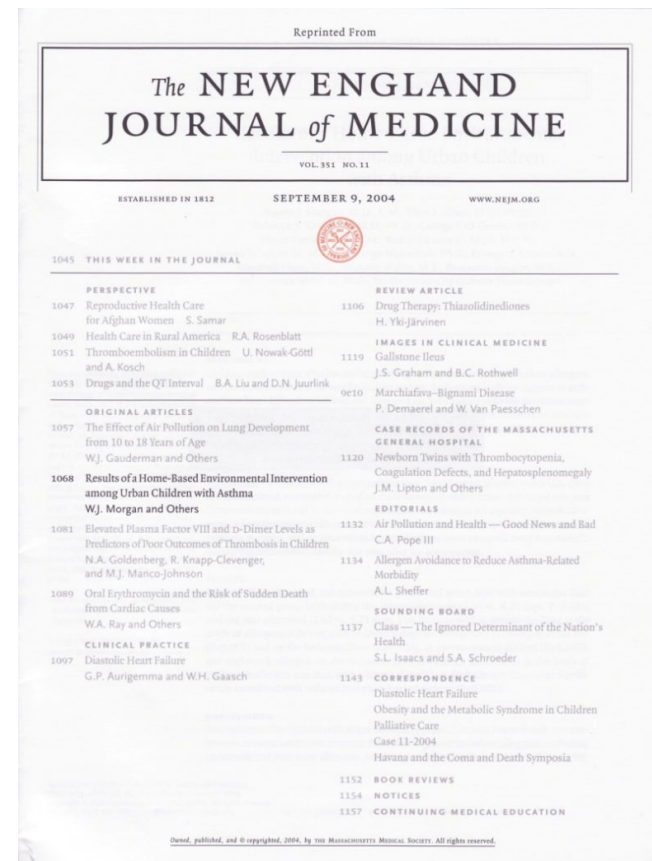 Reprinted From
The NEW ENGLAND
JOURNAL of MEDICINE
VOL. 351 NO. 11
ESTABLISHED IN 1812
SEPTEMBER 9, 2004
WWW.NEJM.ORG
1045 THIS WEEK IN THE JOURNAL
PERSPECTIVE
1047 Reproductive Health Care
for Afghan Women S. Samar
1049 Health Care in Rural America R.A. Rosenblatt
1051 Thromboembolism in Children U. Nowak-Göttl
and A. Kosch
1053 Drugs and the QT Interval B.A. Liu and D.N. Juurlink
ORIGINAL ARTICLES
1057 The Effect of Air Pollution on Lung Development
from 10 to 18 Years of Age
W.J. Gauderman and Others
1068 Results of a Home-Based Environmental Intervention
among Urban Children with Asthma
W.J. Morgan and Others
1081 Elevated Plasma Factor VIII and D-Dimer Levels as
Predictors of Poor Outcomes of Thrombosis in Children
N.A. Goldenberg, R. Knapp-Clevenger,
and M.J. Manco-Johnson
1089 Oral Erythromycin and the Risk of Sudden Death
from Cardiac Causes
W.A. Ray and Others
CLINICAL PRACTICE
1097 Diastolic Heart Failure
G.P. Aurigemma and W.H. Gaasch
REVIEW ARTICLE
1106 Drug Therapy: Thiazolidinediones
H. Yki-Järvinen
IMAGES IN CLINICAL MEDICINE
1119 Gallstone Ileus
J.S. Graham and B.C. Rothwell
9e10 Marchiafava–Bignami Disease
P. Demaerel and W. Van Paesschen
CASE RECORDS OF THE MASSACHUSETTS
GENERAL HOSPITAL
1120 Newborn Twins with Thrombocytopenia,
Coagulation Defects, and Hepatosplenomegaly
J.M. Lipton and Others
EDITORIALS
1132 Air Pollution and Health — Good News and Bad
C.A. Pope III
1134 Allergen Avoidance to Reduce Asthma-Related
Morbidity
A.L. Sheffer
SOUNDING BOARD
1137 Class — The Ignored Determinant of the Nation's
Health
S.L. Isaacs and S.A. Schroeder
1143 CORRESPONDENCE
Diastolic Heart Failure
Obesity and the Metabolic Syndrome in Children
Palliative Care
Case 11-2004
Havana and the Coma and Death Symposia
1152 BOOK REVIEWS
1154 NOTICES
1157 CONTINUING MEDICAL EDUCATION
Owned, published, and © copyrighted, 2004, by THE MASSACHUSETTS MEDICAL SOCIETY. All rights reserved.